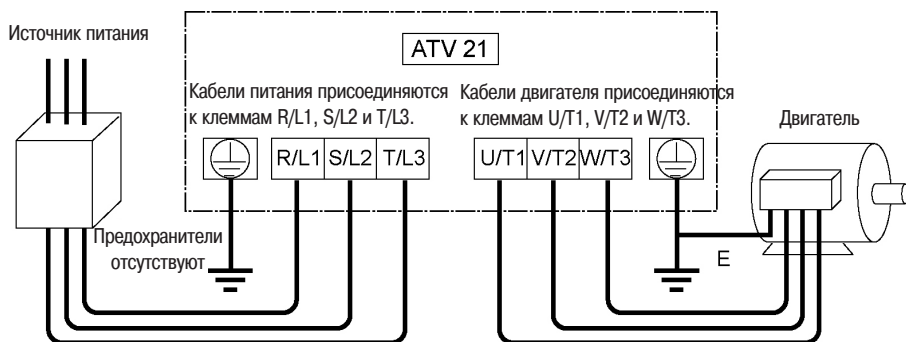 Источник питания
ATV 21
Кабели питания присоединяются
к клеммам R/L1, S/L2 и T/L3.
Кабели двигателя присоединяются
к клеммам U/T1, V/T2 и W/T3.
Двигатель
R/L1 S/L2 T/L3
U/T1 V/T2 W/T3
Предохранители
отсутствуют
E